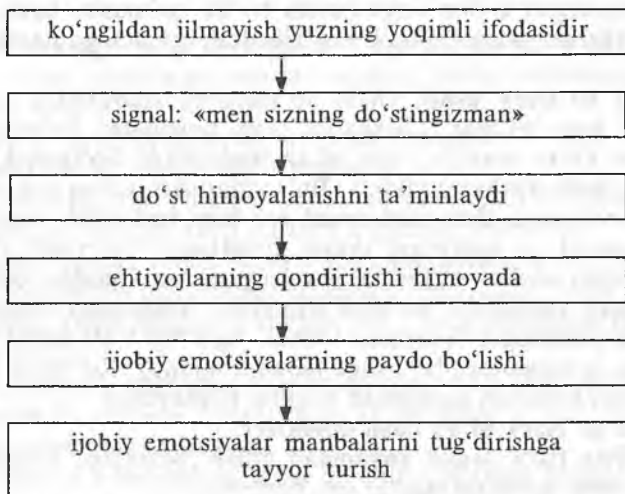 ko‘ngildan jilmayish yuzning yoqimli ifodasidir
signal: «men sizning do‘stingizman»
do‘st himoyalanishni ta’minlaydi
ehtiyojlarning qondirilishi himoyada
ijobiy emotsiyalarning paydo bo‘lishi
ijobiy emotsiyalar manbalarini tug‘dirishga
tayyor turish